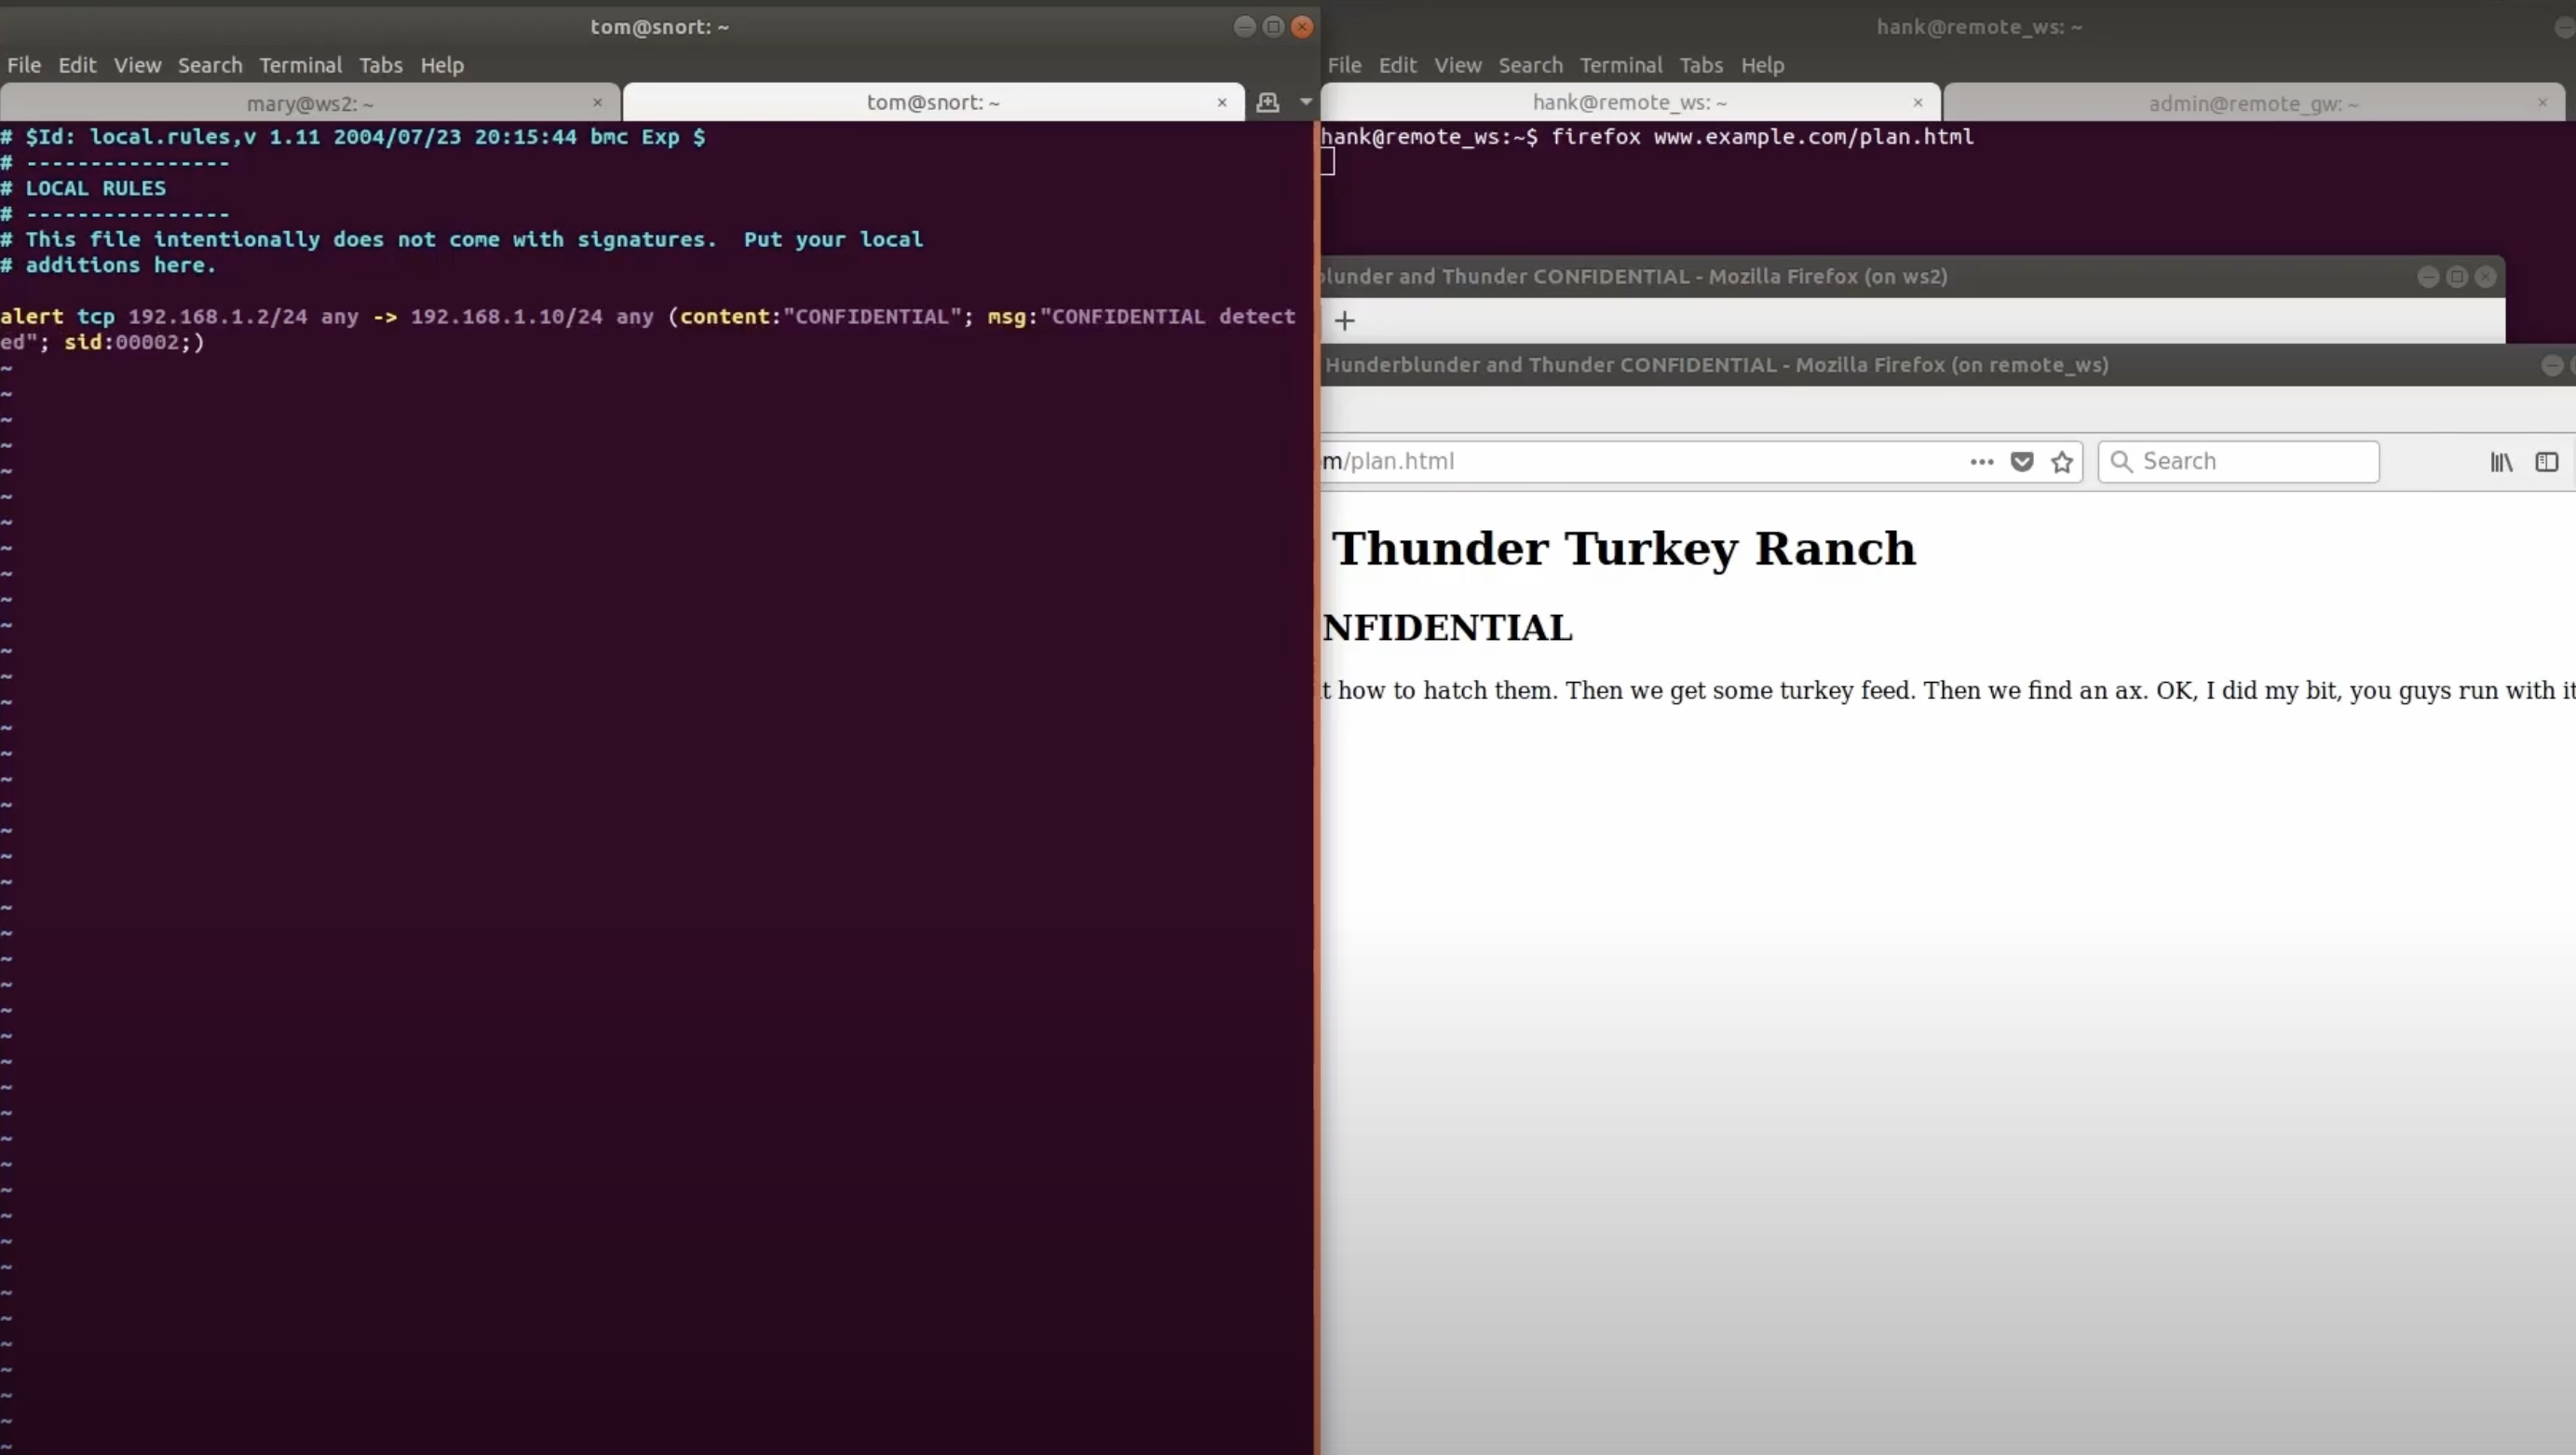 tom@snort: ~
File Edit View Search Terminal Tabs Help
mary@ws2: ~
tom@snort: ~
# $Id: local.rules,v 1.11 2004/07/23 20:15:44 bmc Exp $
# ----------------
# LOCAL RULES
# ----------------
# This file intentionally does not come with signatures.  Put your local
# additions here.
alert tcp 192.168.1.2/24 any -> 192.168.1.10/24 any (content:"CONFIDENTIAL"; msg:"CONFIDENTIAL detect
ed"; sid:00002;)
hank@remote_ws: ~
File Edit View Search Terminal Tabs Help
hank@remote_ws: ~
admin@remote_gw: ~
hank@remote_ws:~$ firefox www.example.com/plan.html
blunder and Thunder CONFIDENTIAL - Mozilla Firefox (on ws2)
Hunderblunder and Thunder CONFIDENTIAL - Mozilla Firefox (on remote_ws)
m/plan.html
Search
Thunder Turkey Ranch
NFIDENTIAL
t how to hatch them. Then we get some turkey feed. Then we find an ax. OK, I did my bit, you guys run with it